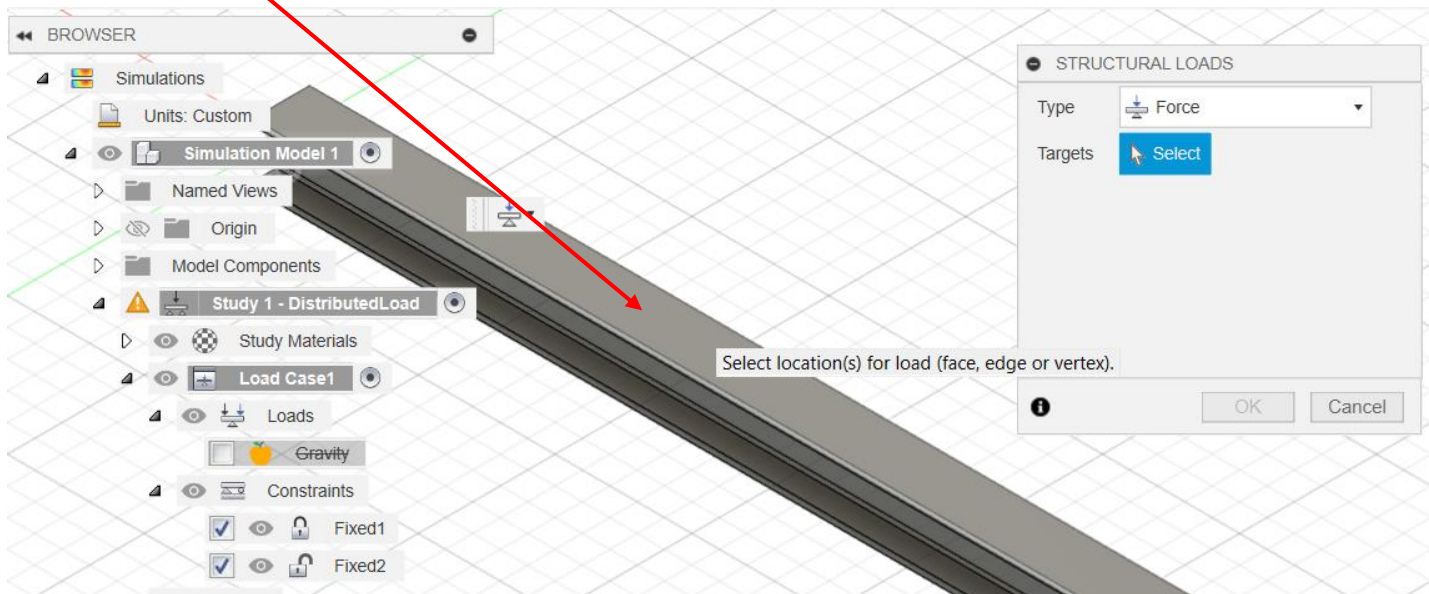 BROWSER
Simulations
Units: Custom
Simulation Model 1
Named Views
Origin
Model Components
Study 1 - DistributedLoad
Study Materials
Load Case1
Loads
Gravity
Constraints
Fixed1
Fixed2
Select location(s) for load (face, edge or vertex).
STRUCTURAL LOADS
Type Force
Targets Select
OK Cancel